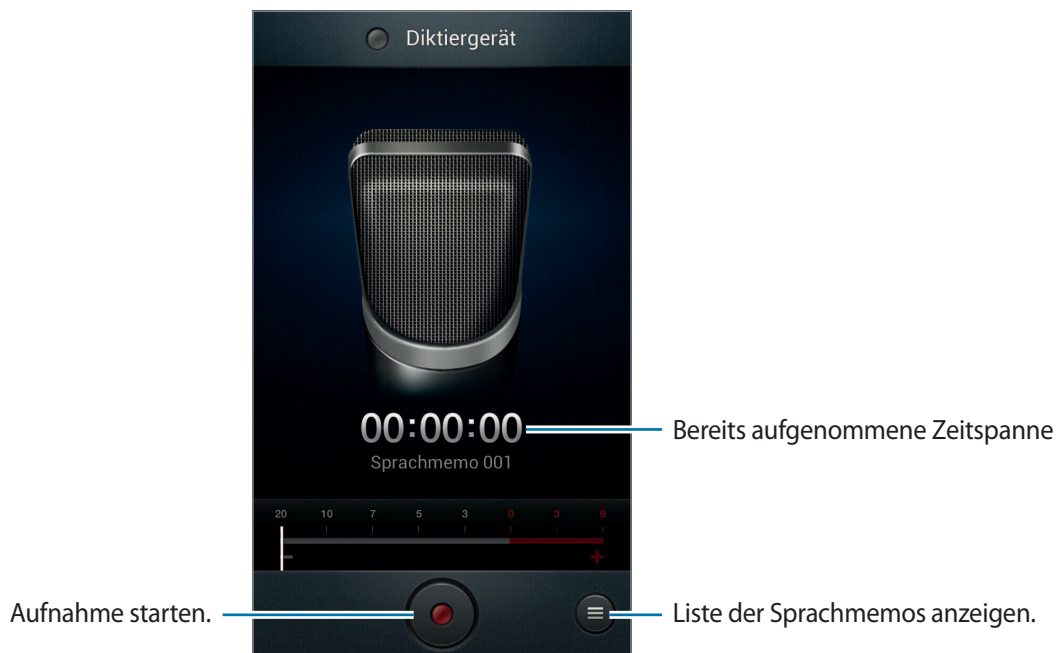 Diktiergerät
00:00:00
Bereits aufgenommene Zeitspanne
Sprachmemo 001
20 10 7 5 3 0 3 9
- +
Aufnahme starten.
Liste der Sprachmemos anzeigen.